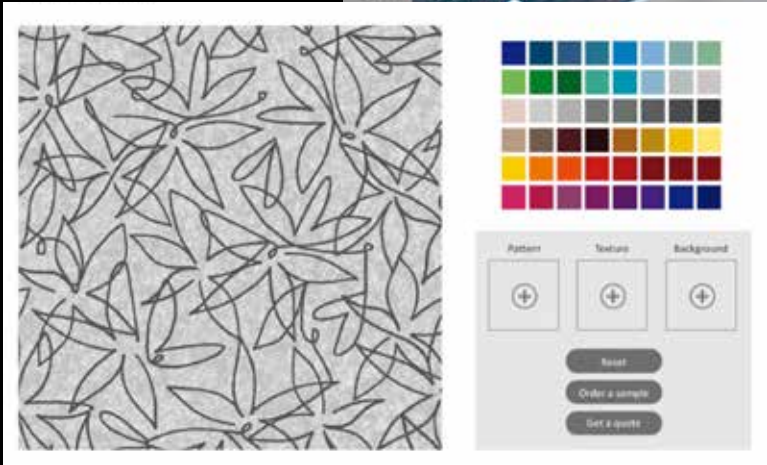 Pattern Texture Background
Reset
Order a sample
Get a quote